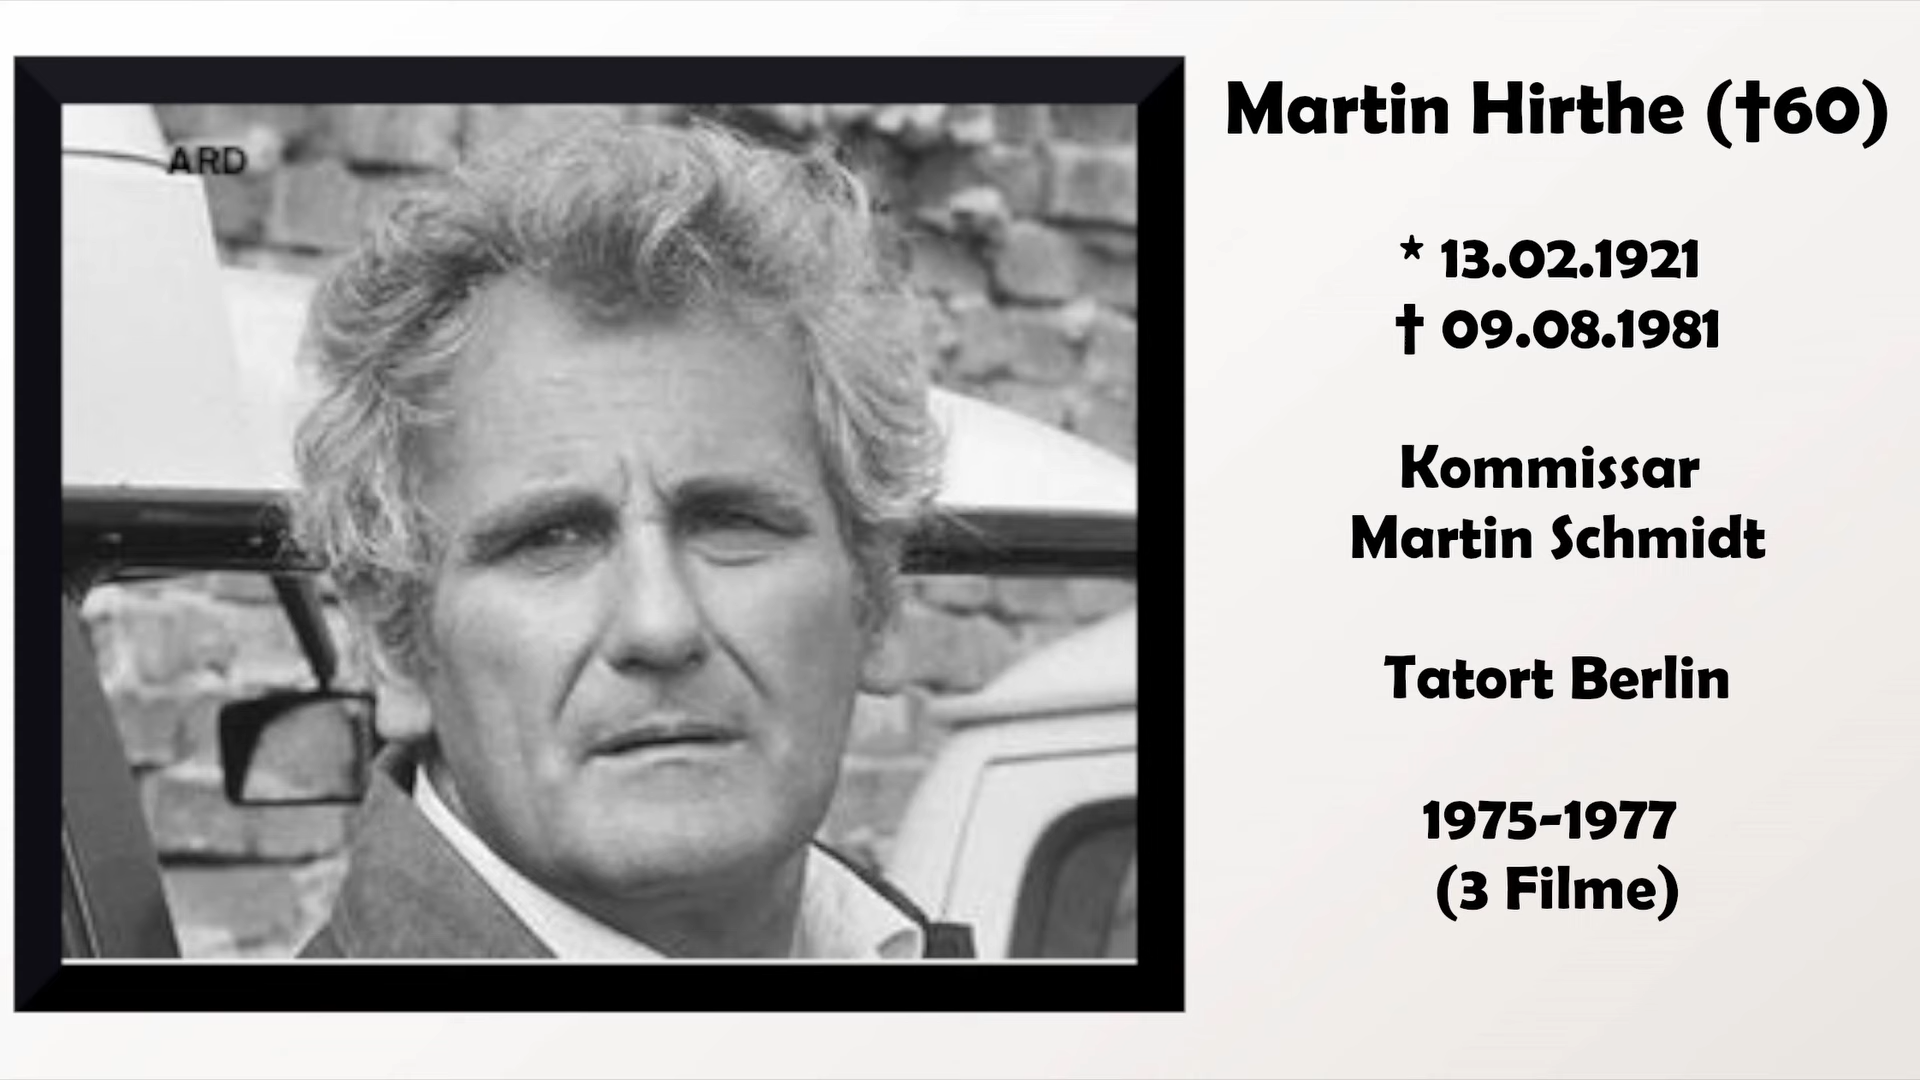 ARD
Martin Hirthe (†60)
* 13.02.1921
† 09.08.1981
Kommissar
Martin Schmidt
Tatort Berlin
1975-1977
(3 Filme)